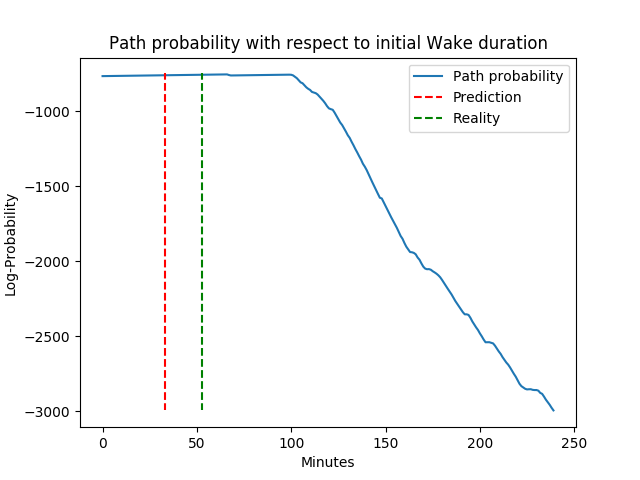 Path probability with respect to initial Wake duration
Path probability
Prediction
Reality
Log-Probability
−1000
−1500
−2000
−2500
−3000
0 50 100 150 200 250
Minutes